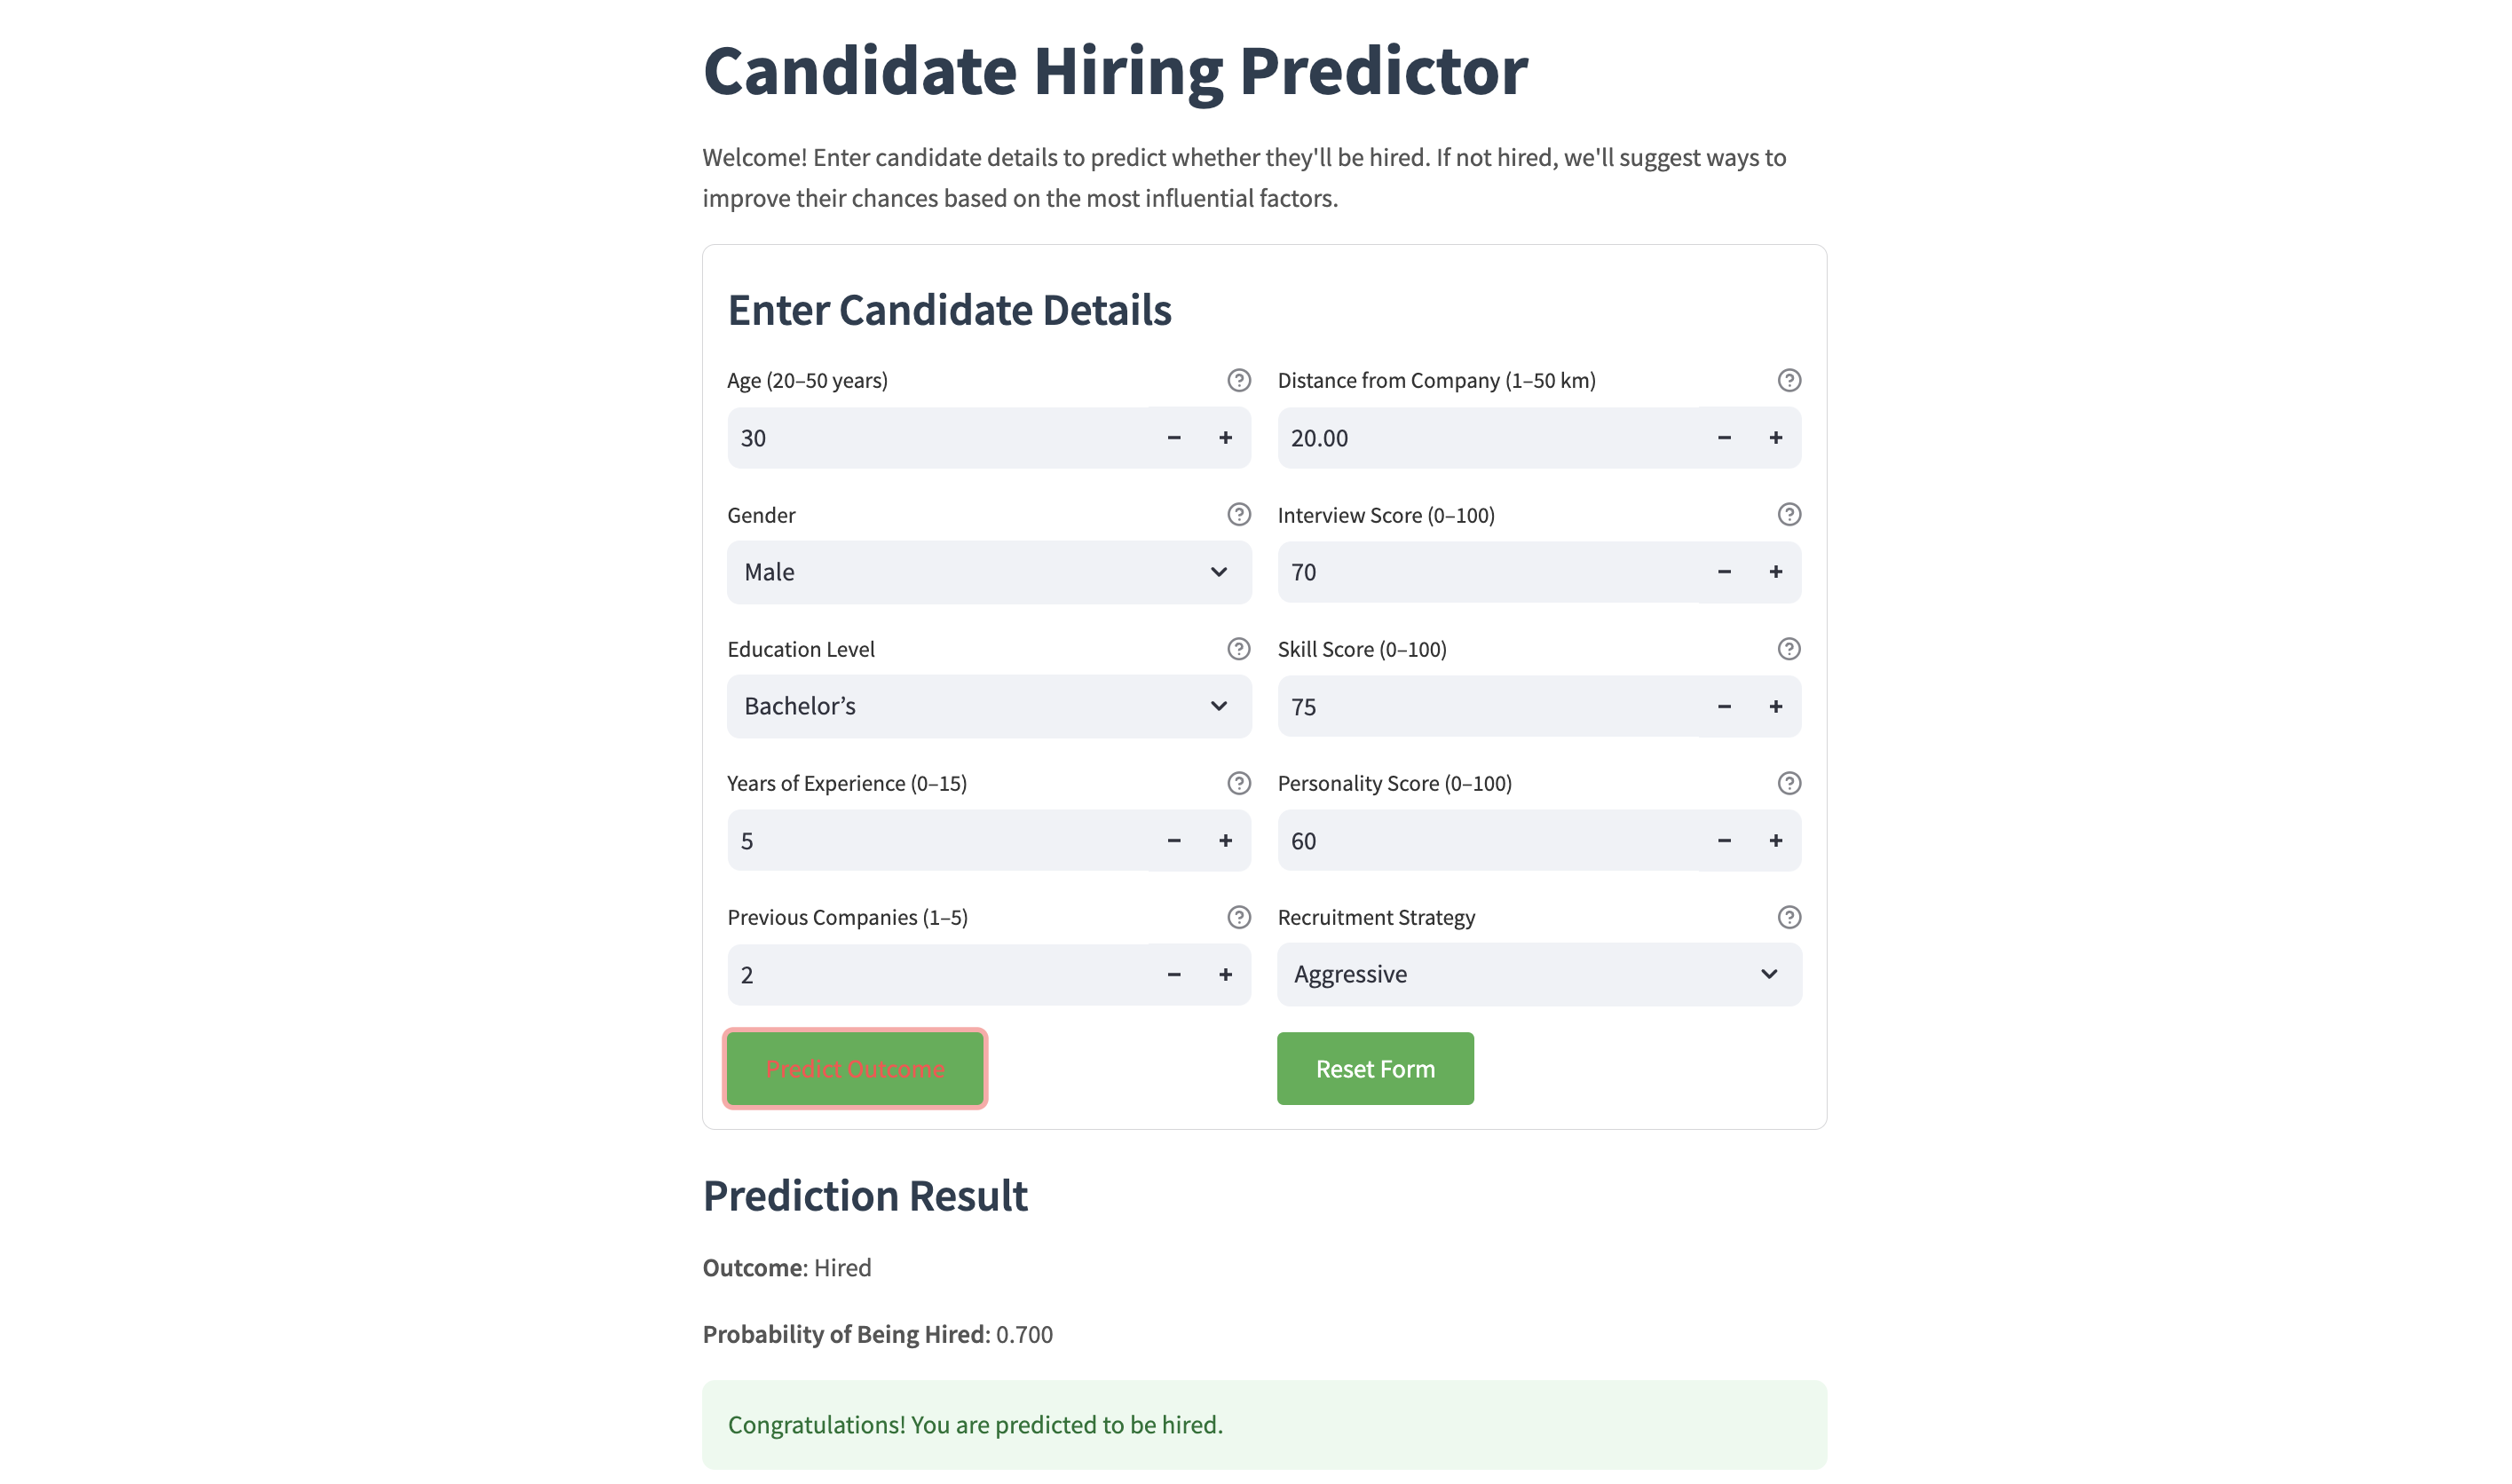 Candidate Hiring Predictor
Welcome! Enter candidate details to predict whether they'll be hired. If not hired, we'll suggest ways to
improve their chances based on the most influential factors.
Enter Candidate Details
Age (20–50 years)
30
Distance from Company (1–50 km)
20.00
Gender
Male
Interview Score (0–100)
70
Education Level
Bachelor’s
Skill Score (0–100)
75
Years of Experience (0–15)
5
Personality Score (0–100)
60
Previous Companies (1–5)
2
Recruitment Strategy
Aggressive
Predict Outcome
Reset Form
Prediction Result
Outcome: Hired
Probability of Being Hired: 0.700
Congratulations! You are predicted to be hired.